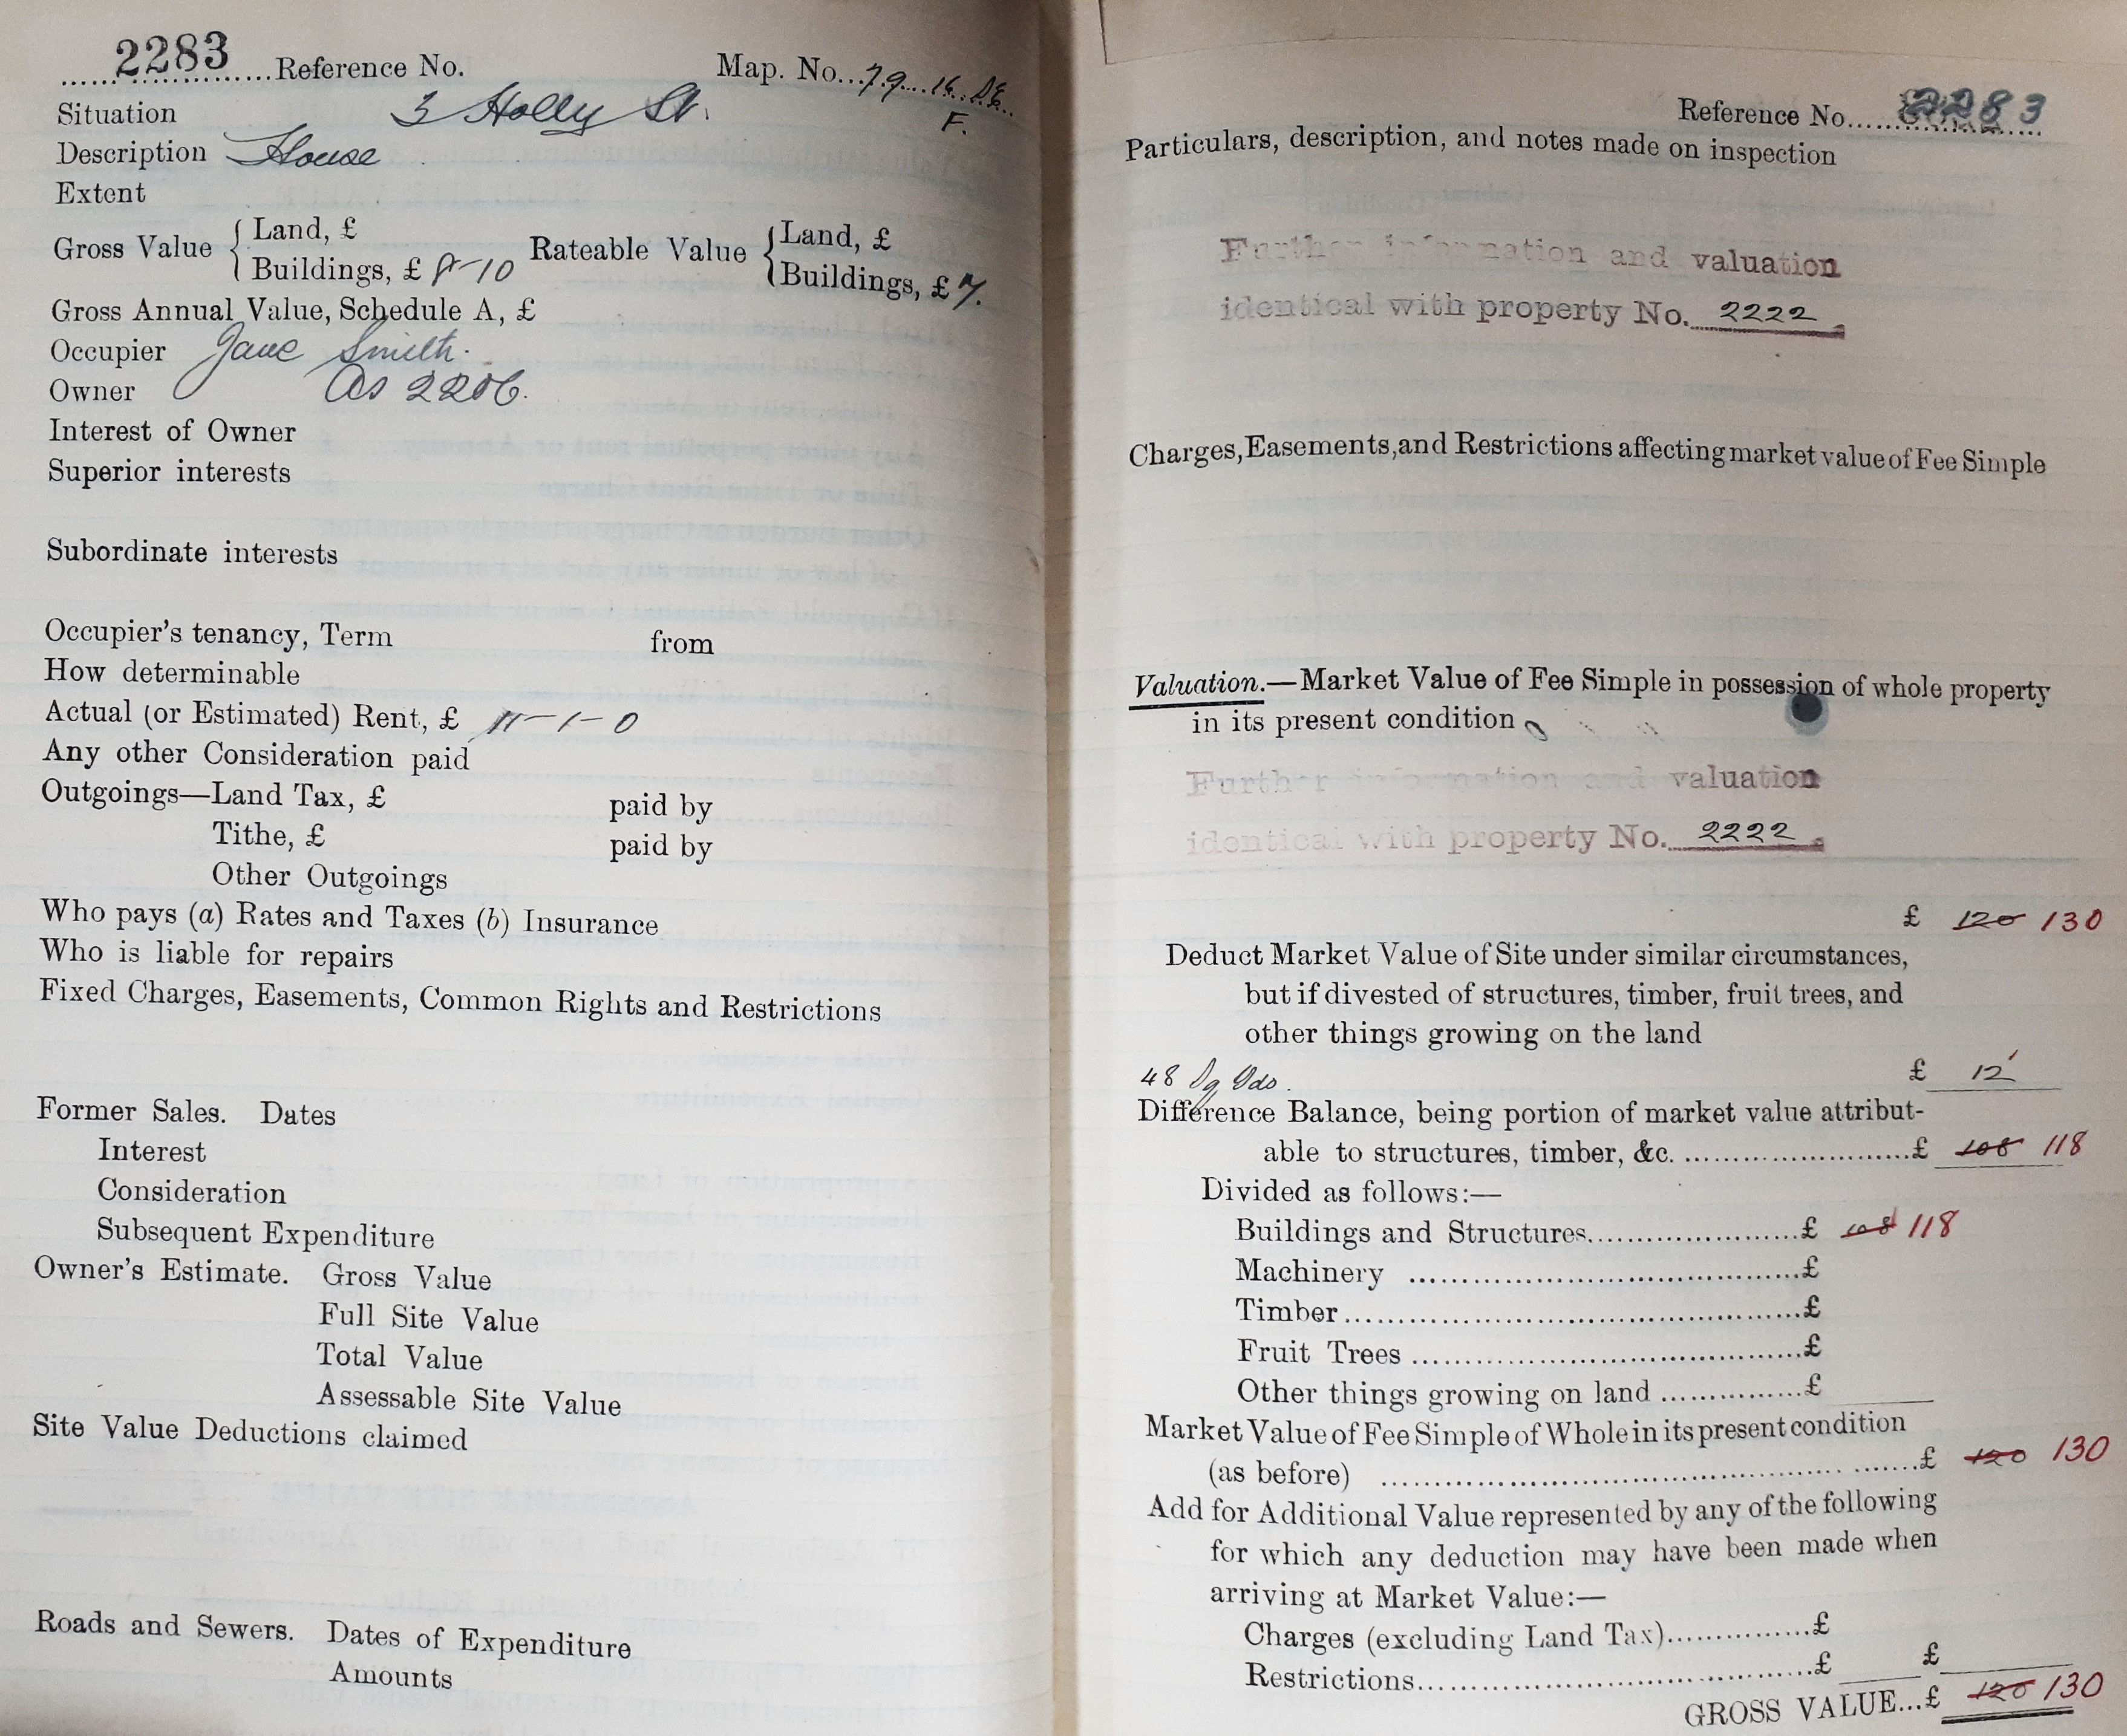 2283 Reference No. Map. No. 79.16. SE.
F.
Situation 3 Holly St.
Description House
Extent
Gross Value { Land, £ Rateable Value { Land, £
Buildings, £ 8-10 Buildings, £ 7.
Gross Annual Value, Schedule A, £
Occupier Jane Smith.
Owner As 2206.
Interest of Owner
Superior interests
Subordinate interests
Occupier's tenancy, Term from
How determinable
Actual (or Estimated) Rent, £ 11-1-0
Any other Consideration paid
Outgoings—Land Tax, £ paid by
Tithe, £ paid by
Other Outgoings
Who pays (a) Rates and Taxes (b) Insurance
Who is liable for repairs
Fixed Charges, Easements, Common Rights and Restrictions
Former Sales. Dates
Interest
Consideration
Subsequent Expenditure
Owner's Estimate. Gross Value
Full Site Value
Total Value
Assessable Site Value
Site Value Deductions claimed
Roads and Sewers. Dates of Expenditure
Amounts
Reference No. 2283
Particulars, description, and notes made on inspection
Further information and valuation
identical with property No. 2222.
Charges, Easements, and Restrictions affecting market value of Fee Simple
Valuation.—Market Value of Fee Simple in possession of whole property
in its present condition
Further information and valuation
identical with property No. 2222.
£ 120 130
Deduct Market Value of Site under similar circumstances,
but if divested of structures, timber, fruit trees, and
other things growing on the land
48 Sq Yds. £ 12
Difference Balance, being portion of market value attribut-
able to structures, timber, &c. £ 108 118
Divided as follows:—
Buildings and Structures £ 108 118
Machinery £
Timber £
Fruit Trees £
Other things growing on land £
Market Value of Fee Simple of Whole in its present condition
(as before) £ 120 130
Add for Additional Value represented by any of the following
for which any deduction may have been made when
arriving at Market Value:—
Charges (excluding Land Tax) £
Restrictions £ £
GROSS VALUE...£ 120 130